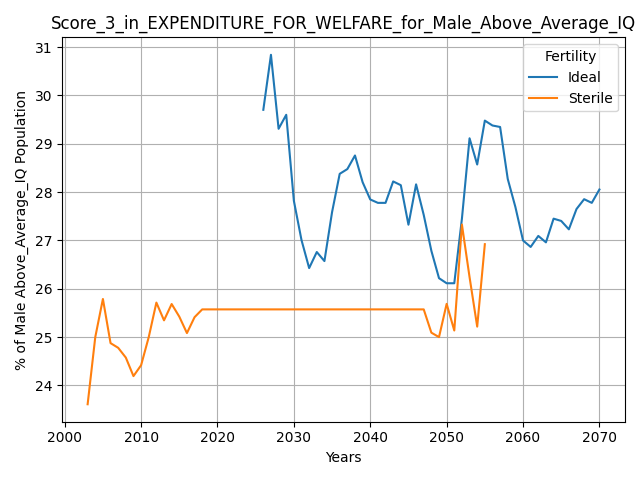 Score_3_in_EXPENDITURE_FOR_WELFARE_for_Male_Above_Average_IQ
% of Male Above_Average_IQ Population
31
30
29
28
27
26
25
24
Fertility
Ideal
Sterile
2000 2010 2020 2030 2040 2050 2060 2070
Years